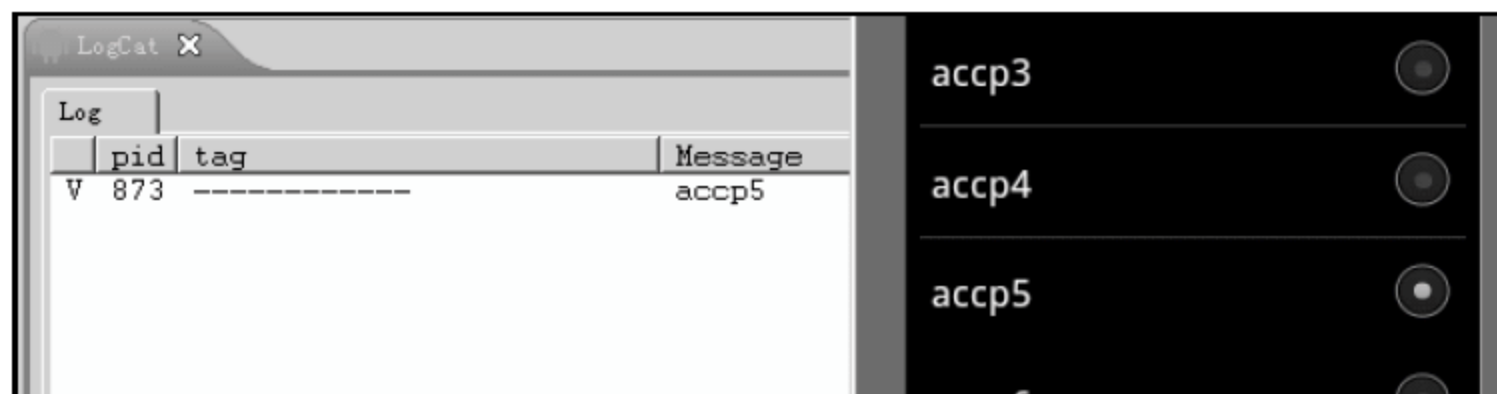 LogCat
Log
pid tag Message
V 873 ------------ accp5
accp3
accp4
accp5